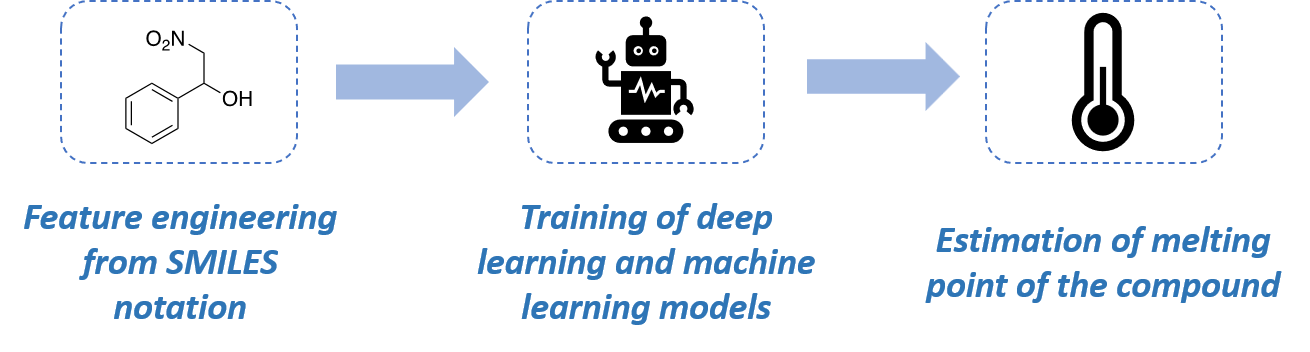 O₂N
OH
Feature engineering
from SMILES
notation
Training of deep
learning and machine
learning models
Estimation of melting
point of the compound